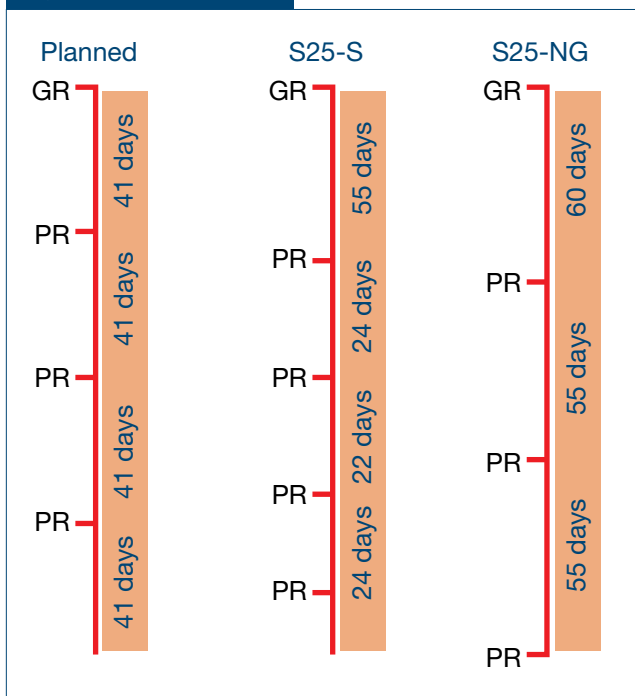 Planned
GR
41 days
PR
41 days
PR
41 days
PR
41 days
S25-S
GR
55 days
PR
24 days
PR
22 days
PR
24 days
PR
S25-NG
GR
60 days
PR
55 days
PR
55 days
PR